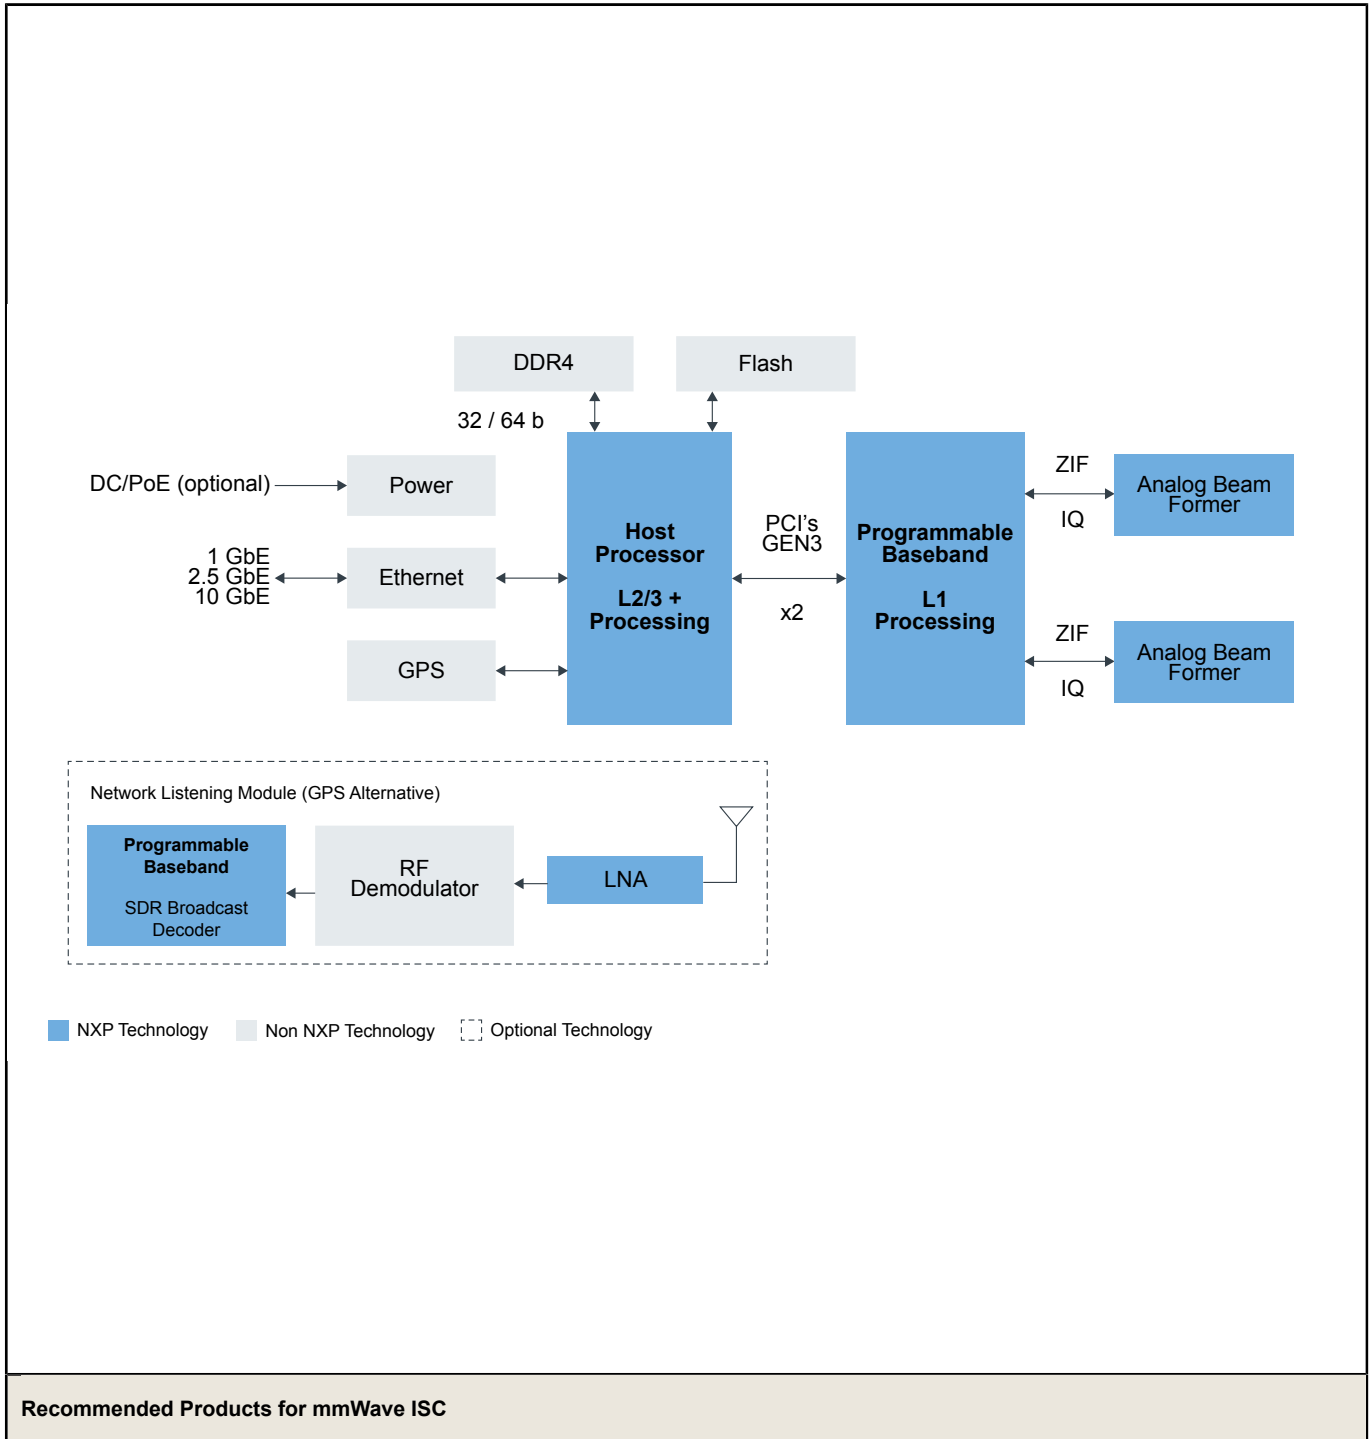 DDR4
Flash
32 / 64 b
DC/PoE (optional)
Power
1 GbE
2.5 GbE
10 GbE
Ethernet
GPS
Host
Processor
L2/3 +
Processing
PCI's
GEN3
x2
Programmable
Baseband
L1
Processing
ZIF
IQ
Analog Beam
Former
ZIF
IQ
Analog Beam
Former
Network Listening Module (GPS Alternative)
Programmable
Baseband
SDR Broadcast
Decoder
RF
Demodulator
LNA
NXP Technology
Non NXP Technology
Optional Technology
Recommended Products for mmWave ISC